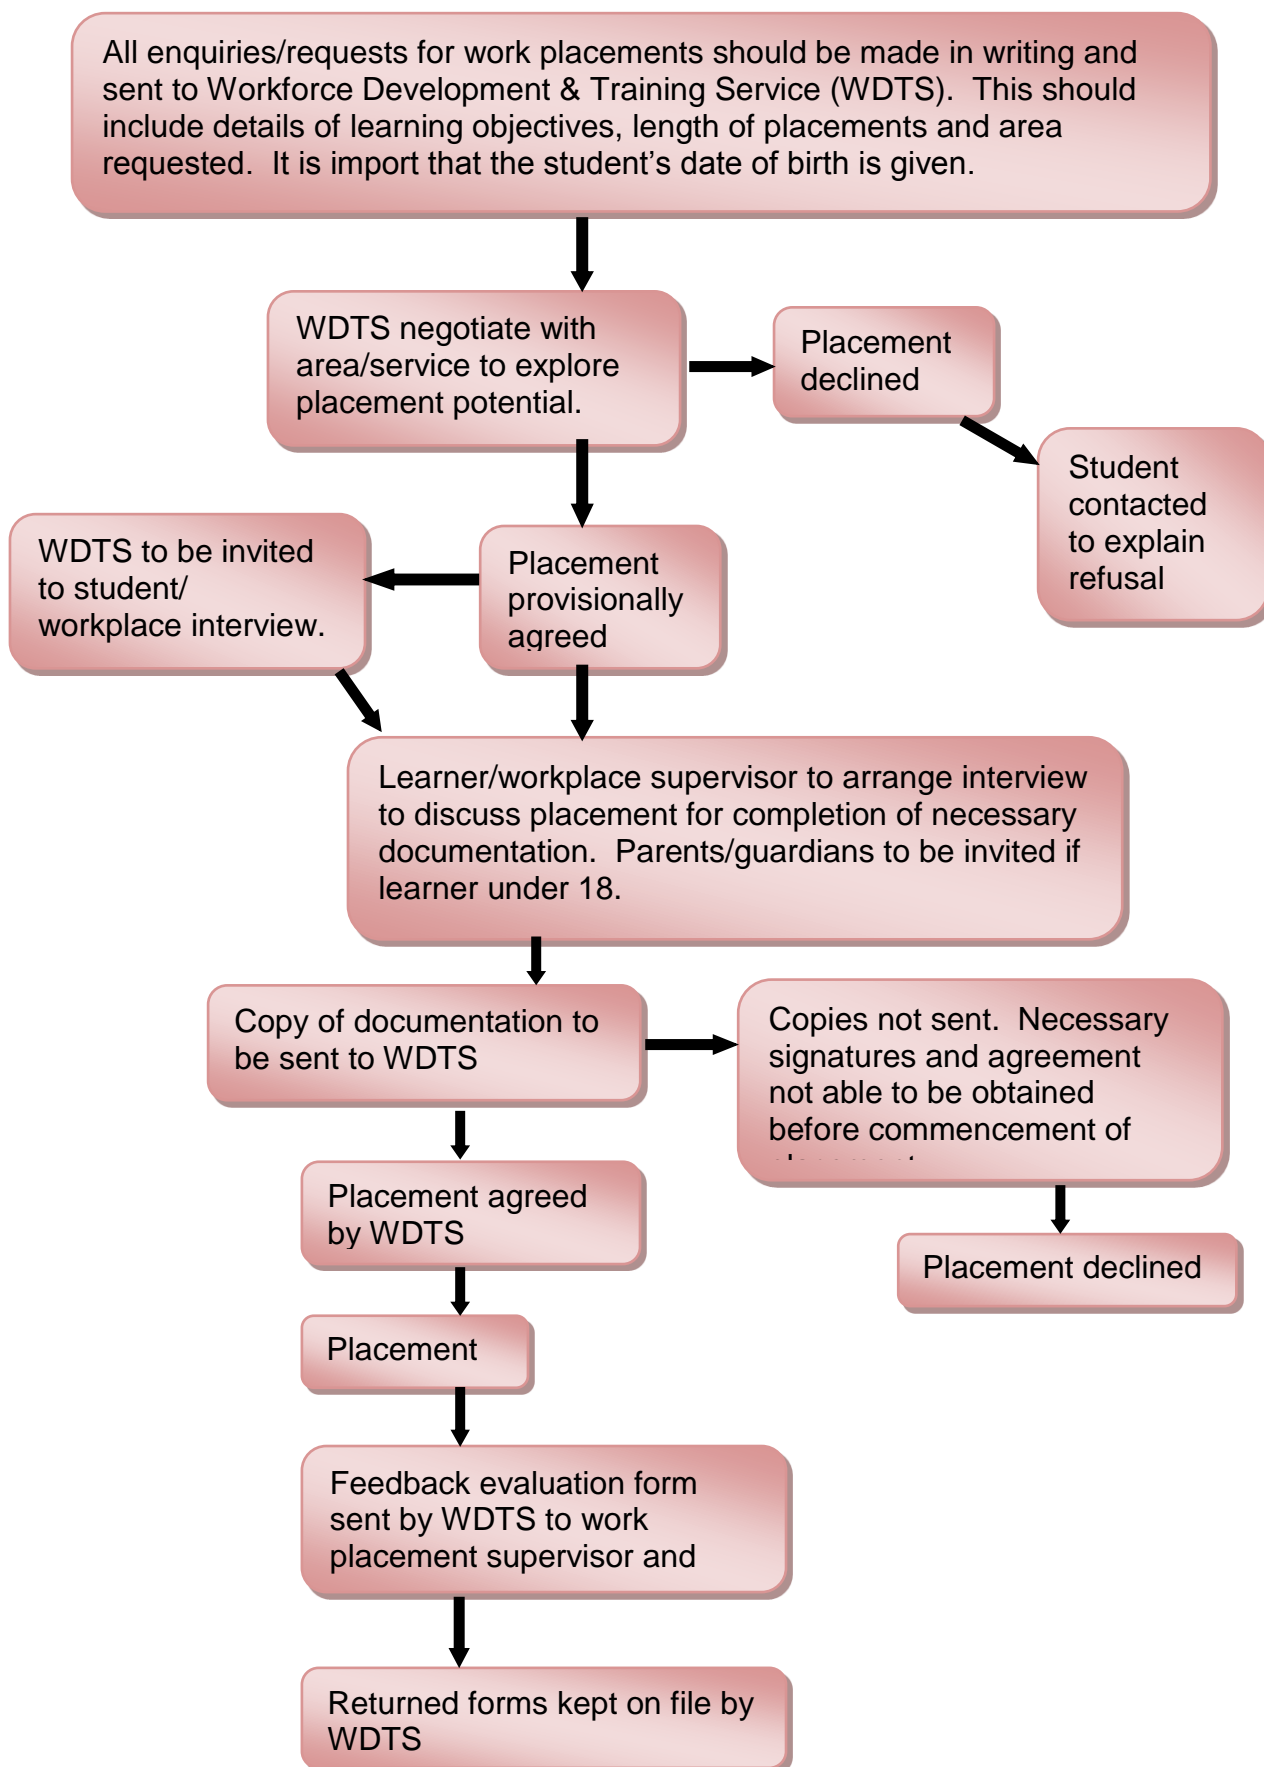 All enquiries/requests for work placements should be made in writing and
sent to Workforce Development & Training Service (WDTS).  This should
include details of learning objectives, length of placements and area
requested.  It is import that the student's date of birth is given.
WDTS negotiate with
area/service to explore
placement potential.
Placement
declined
Student
contacted
to explain
refusal
WDTS to be invited
to student/
workplace interview.
Placement
provisionally
agreed
Learner/workplace supervisor to arrange interview
to discuss placement for completion of necessary
documentation.  Parents/guardians to be invited if
learner under 18.
Copy of documentation to
be sent to WDTS
Copies not sent.  Necessary
signatures and agreement
not able to be obtained
before commencement of
Placement agreed
by WDTS
Placement declined
Placement
Feedback evaluation form
sent by WDTS to work
placement supervisor and
Returned forms kept on file by
WDTS